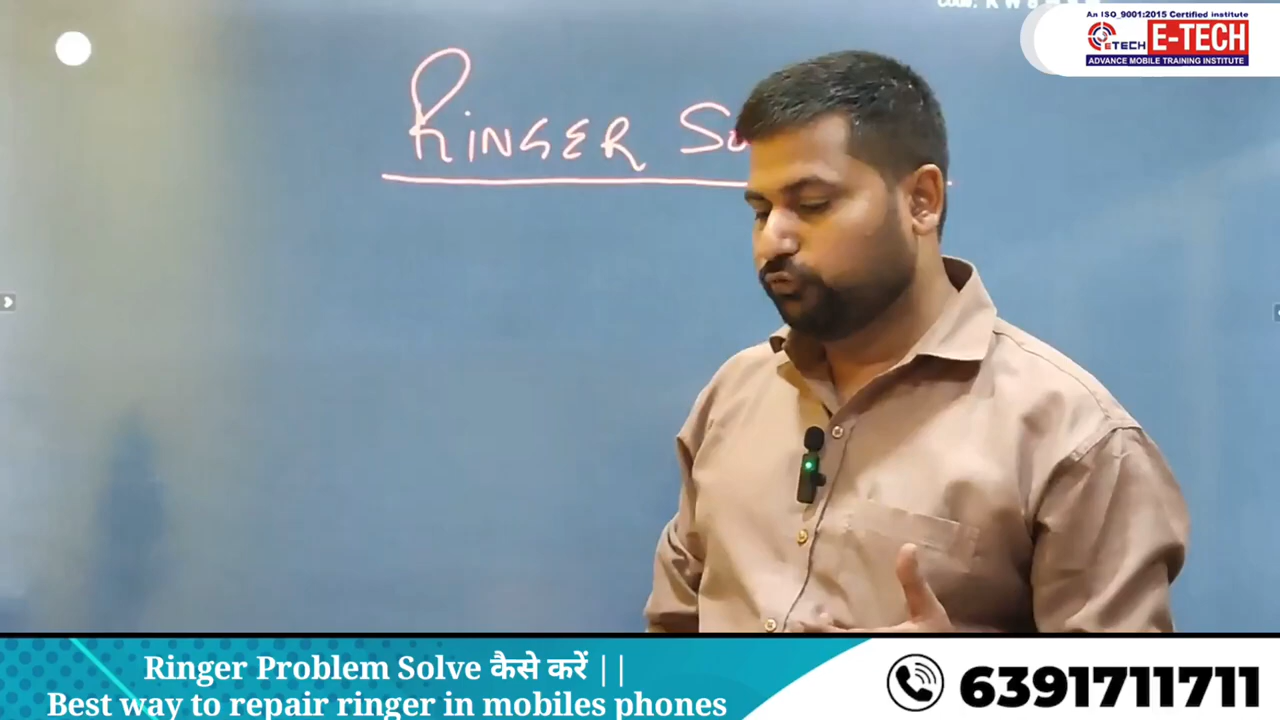 An ISO 9001:2015 Certified institute
ETECH E-TECH
ADVANCE MOBILE TRAINING INSTITUTE
RINGER
Ringer Problem Solve कैसे करें ||
Best way to repair ringer in mobiles phones
6391711711